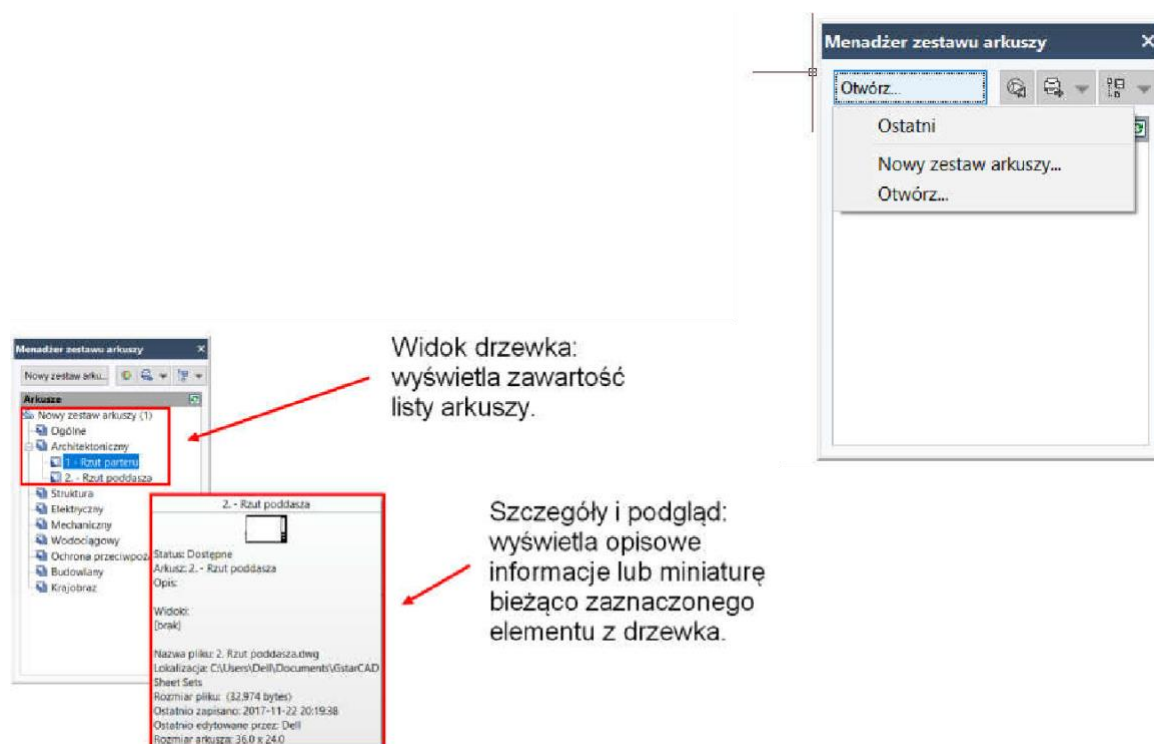 Menadżer zestawu arkuszy
Otwórz...
Ostatni
Nowy zestaw arkuszy...
Otwórz...
Menadżer zestawu arkuszy
Nowy zestaw arku...
Arkusze
Nowy zestaw arkuszy (1)
Ogólne
Architektoniczny
1 - Rzut parteru
2. - Rzut poddasza
Struktura
Elektryczny
Mechaniczny
Wodociągowy
Ochrona przeciwpoż
Budowlany
Krajobraz
Widok drzewka:
wyświetla zawartość
listy arkuszy.
2. - Rzut poddasza
Status: Dostępne
Arkusz: 2. - Rzut poddasza
Opis:
Widoki:
[brak]
Nazwa pliku: 2. Rzut poddasza.dwg
Lokalizacja: C:\Users\Dell\Documents\GstarCAD
Sheet Sets
Rozmiar pliku: (32,974 bytes)
Ostatnio zapisano: 2017-11-22 20:19:38
Ostatnio edytowane przez: Dell
Rozmiar arkusza: 36.0 x 24.0
Szczegóły i podgląd:
wyświetla opisowe
informacje lub miniaturę
bieżąco zaznaczonego
elementu z drzewka.